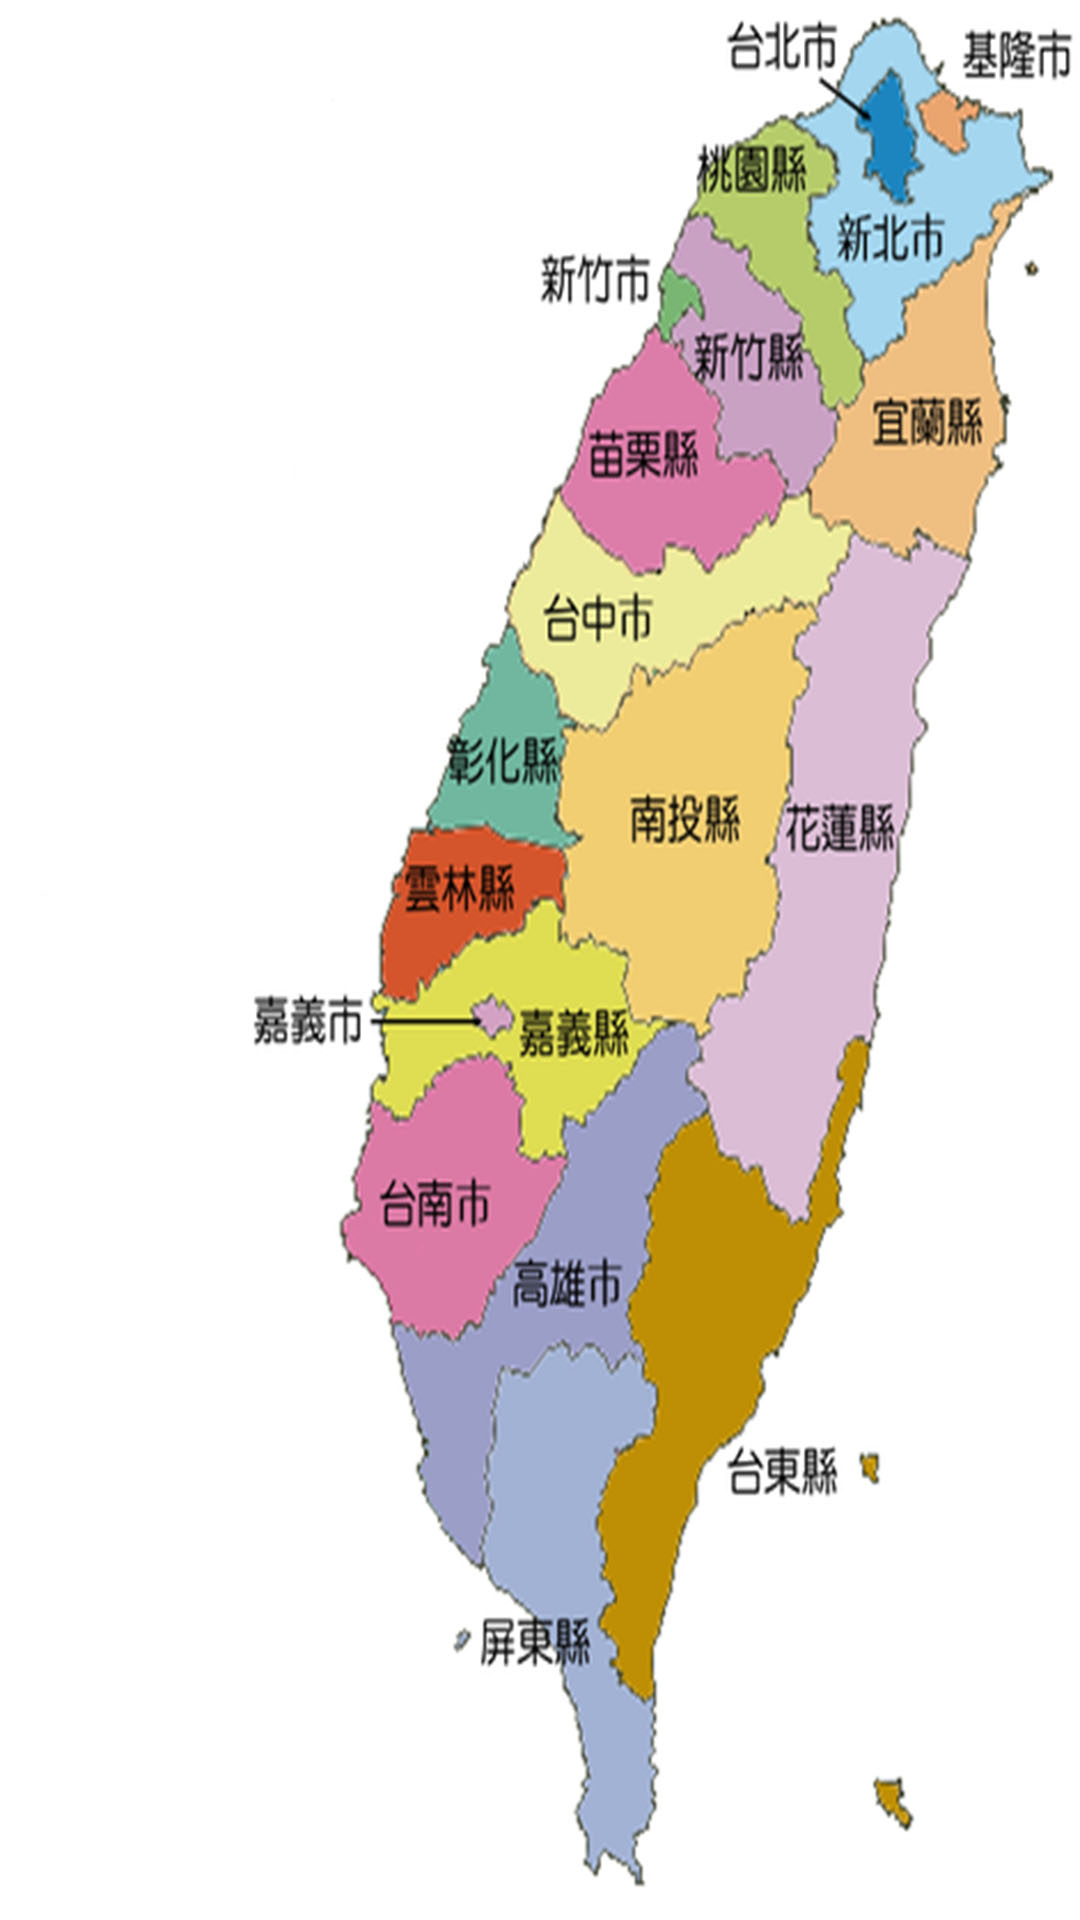 台北市
基隆市
桃園縣
新北市
新竹市
新竹縣
宜蘭縣
苗栗縣
台中市
彰化縣
南投縣
花蓮縣
雲林縣
嘉義市
嘉義縣
台南市
高雄市
台東縣
屏東縣